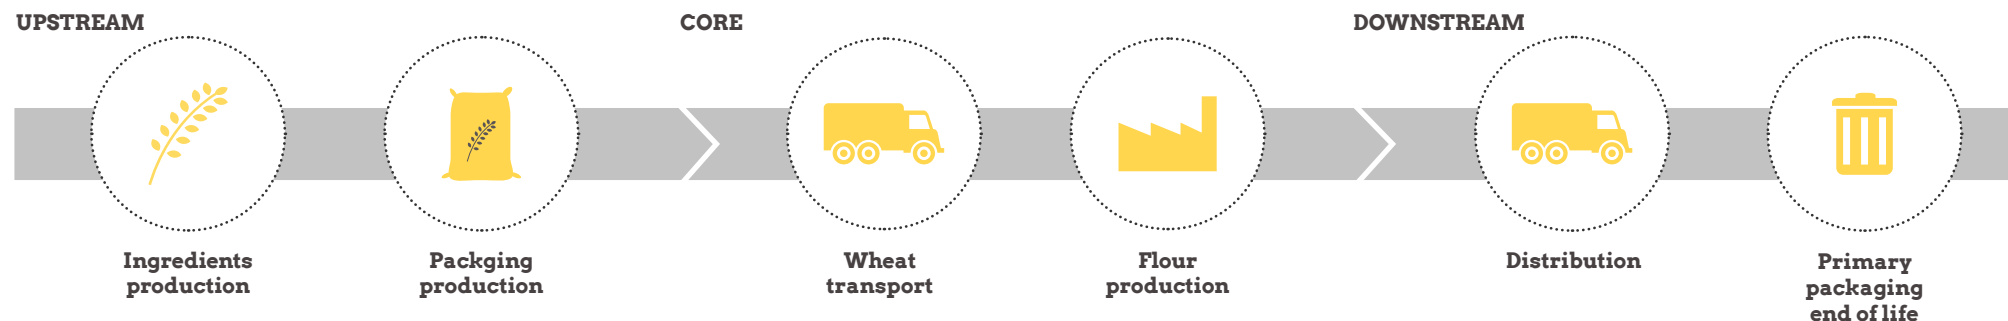 UPSTREAM
CORE
DOWNSTREAM
Ingredients
production
Packging
production
Wheat
transport
Flour
production
Distribution
Primary
packaging
end of life